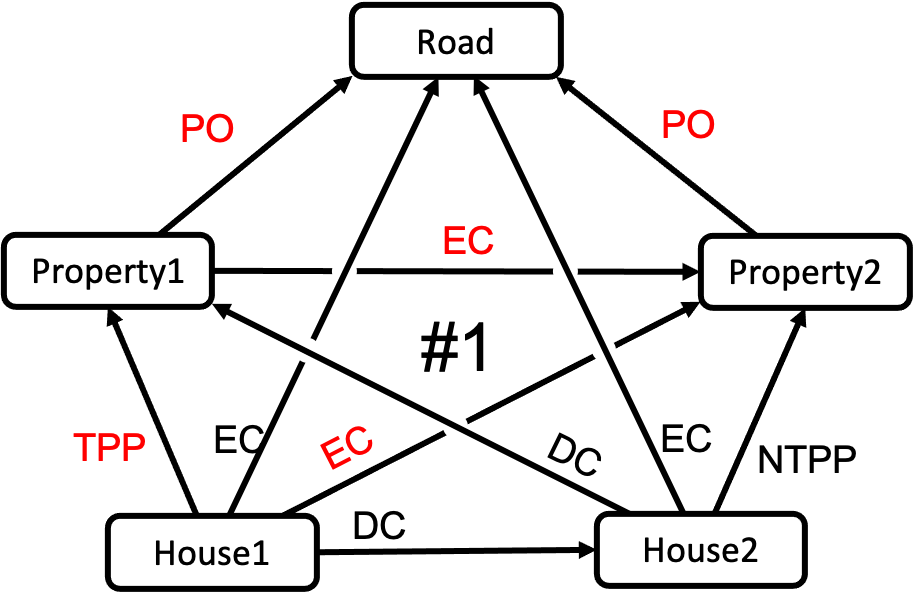 Road
PO
PO
EC
Property1
Property2
#1
TPP
EC
EC
DC
EC
NTPP
DC
House1
House2